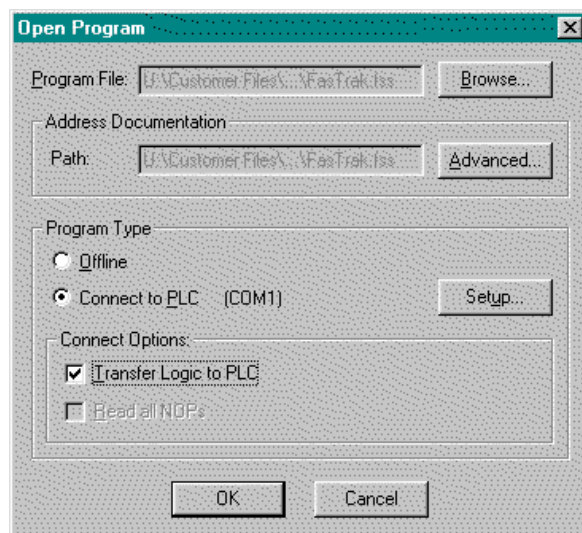 Open Program
Program File: U:\Customer Files\...\FasTrak.fss Browse...
Address Documentation
Path: U:\Customer Files\...\FasTrak.fss Advanced...
Program Type
Offline
Connect to PLC (COM1) Setup...
Connect Options:
Transfer Logic to PLC
Read all NOPs
OK Cancel